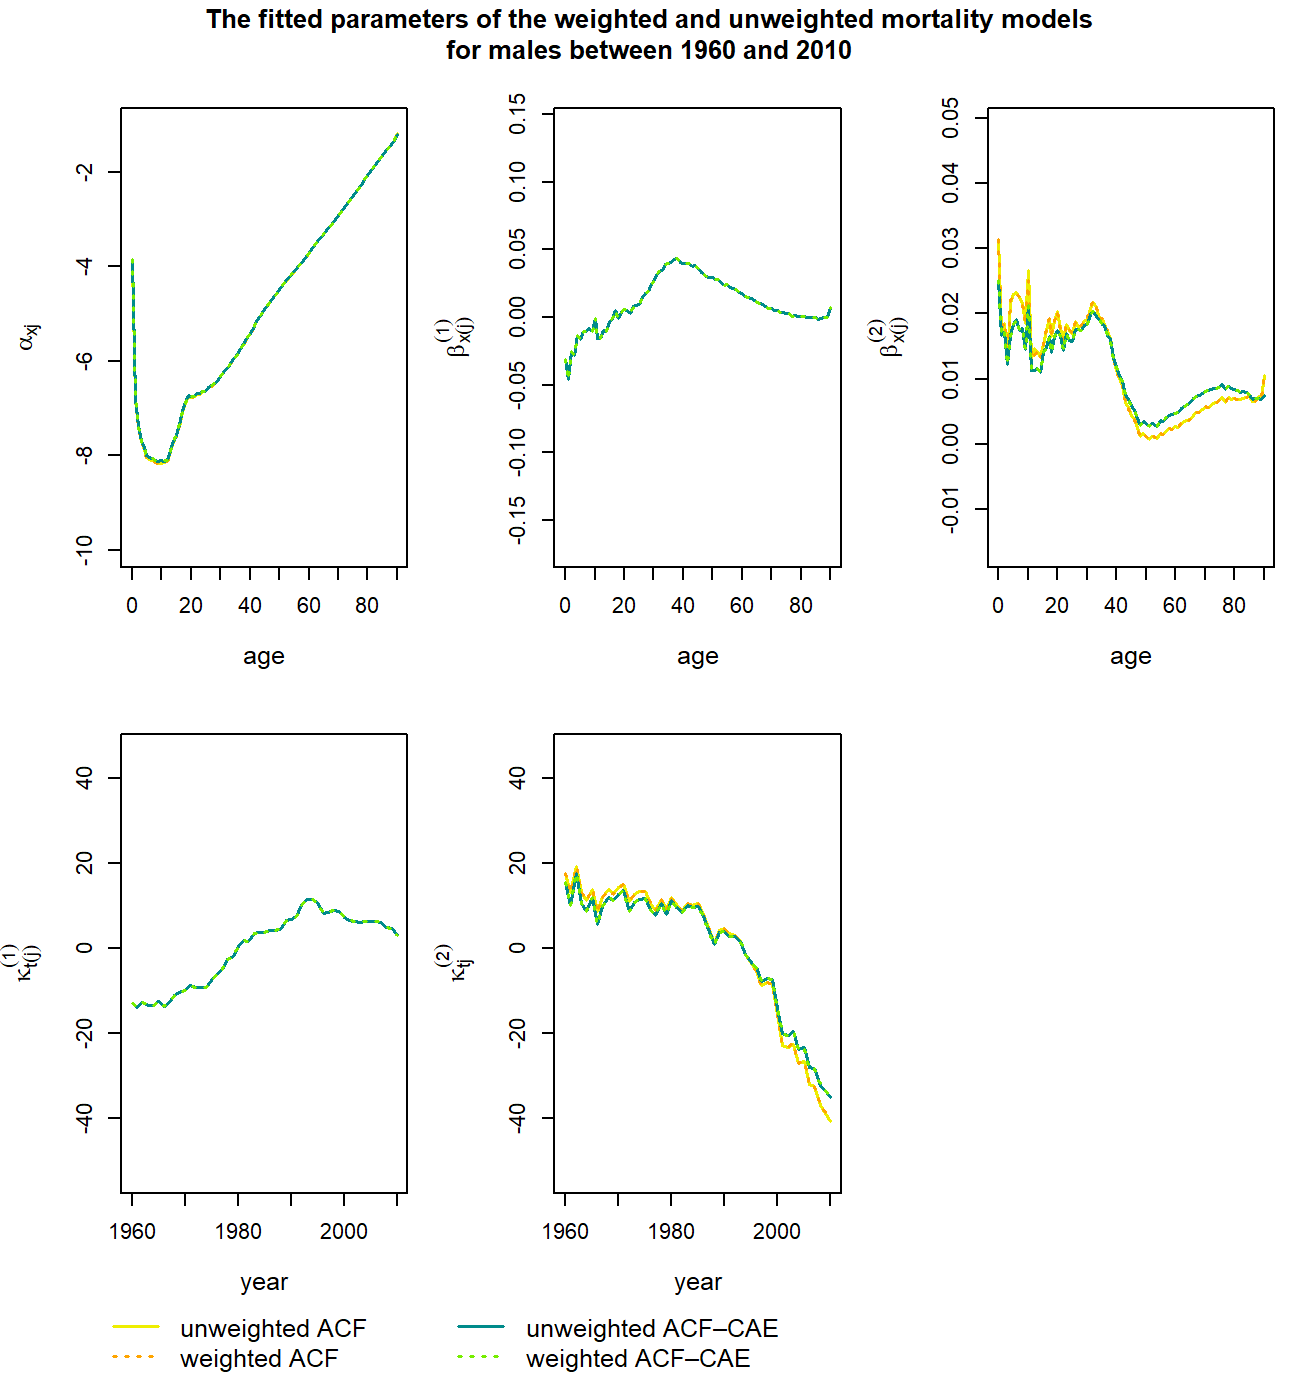 The fitted parameters of the weighted and unweighted mortality models
for males between 1960 and 2010
αxj
-2
-4
-6
-8
-10
0 20 40 60 80
age
β(1)x(j)
0.15
0.10
0.05
0.00
-0.05
-0.10
-0.15
0 20 40 60 80
age
β(2)x(j)
0.05
0.04
0.03
0.02
0.01
0.00
-0.01
0 20 40 60 80
age
κ(1)t(j)
40
20
0
-20
-40
1960 1980 2000
year
κ(2)tj
40
20
0
-20
-40
1960 1980 2000
year
unweighted ACF
weighted ACF
unweighted ACF–CAE
weighted ACF–CAE